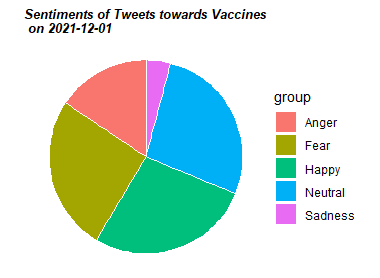 Sentiments of Tweets towards Vaccines
on 2021-12-01
group
Anger
Fear
Happy
Neutral
Sadness